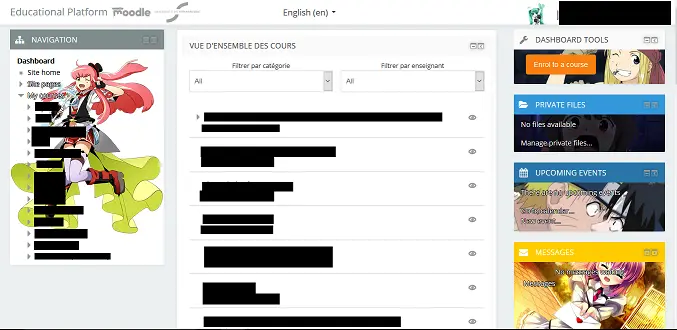 Educational Platform moodle
English (en)
NAVIGATION
Dashboard
Site home
Site pages
My courses
VUE D'ENSEMBLE DES COURS
Filtrer par catégorie
Filtrer par enseignant
All
All
DASHBOARD TOOLS
Enrol to a course
PRIVATE FILES
No files available
Manage private files...
UPCOMING EVENTS
There are no upcoming events
Go to calendar...
New event...
MESSAGES
No messages waiting
Messages